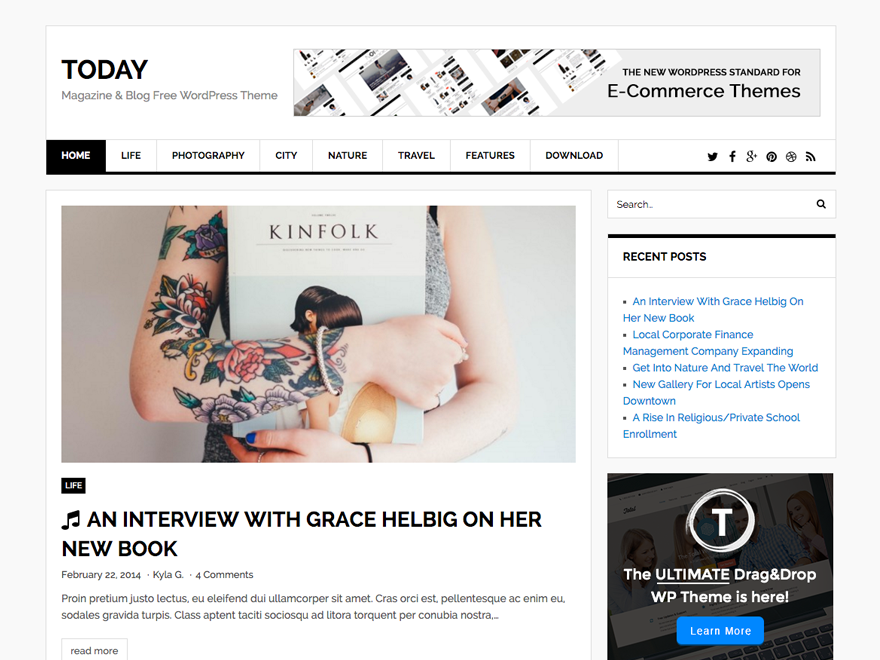 TODAY
Magazine & Blog Free WordPress Theme
THE NEW WORDPRESS STANDARD FOR
E-Commerce Themes
HOME LIFE PHOTOGRAPHY CITY NATURE TRAVEL FEATURES DOWNLOAD
KINFOLK
LIFE
AN INTERVIEW WITH GRACE HELBIG ON HER
NEW BOOK
February 22, 2014 · Kyla G. · 4 Comments
Proin pretium justo lectus, eu eleifend dui ullamcorper sit amet. Cras orci est, pellentesque ac enim eu,
sodales gravida turpis. Class aptent taciti sociosqu ad litora torquent per conubia nostra,...
read more
Search..
RECENT POSTS
An Interview With Grace Helbig On
Her New Book
Local Corporate Finance
Management Company Expanding
Get Into Nature And Travel The World
New Gallery For Local Artists Opens
Downtown
A Rise In Religious/Private School
Enrollment
T
The ULTIMATE Drag&Drop
WP Theme is here!
Learn More